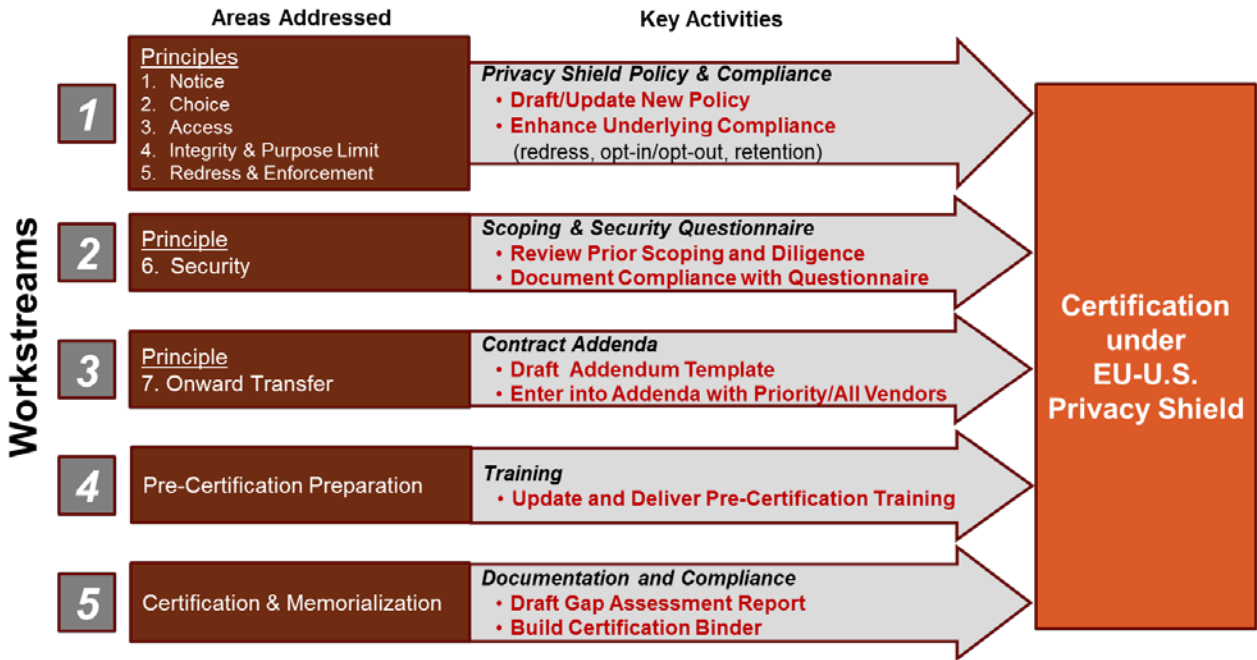 Areas Addressed
Key Activities
Workstreams
1
Principles
1. Notice
2. Choice
3. Access
4. Integrity & Purpose Limit
5. Redress & Enforcement
Privacy Shield Policy & Compliance
• Draft/Update New Policy
• Enhance Underlying Compliance
(redress, opt-in/opt-out, retention)
2
Principle
6. Security
Scoping & Security Questionnaire
• Review Prior Scoping and Diligence
• Document Compliance with Questionnaire
3
Principle
7. Onward Transfer
Contract Addenda
• Draft Addendum Template
• Enter into Addenda with Priority/All Vendors
4
Pre-Certification Preparation
Training
• Update and Deliver Pre-Certification Training
5
Certification & Memorialization
Documentation and Compliance
• Draft Gap Assessment Report
• Build Certification Binder
Certification
under
EU-U.S.
Privacy Shield